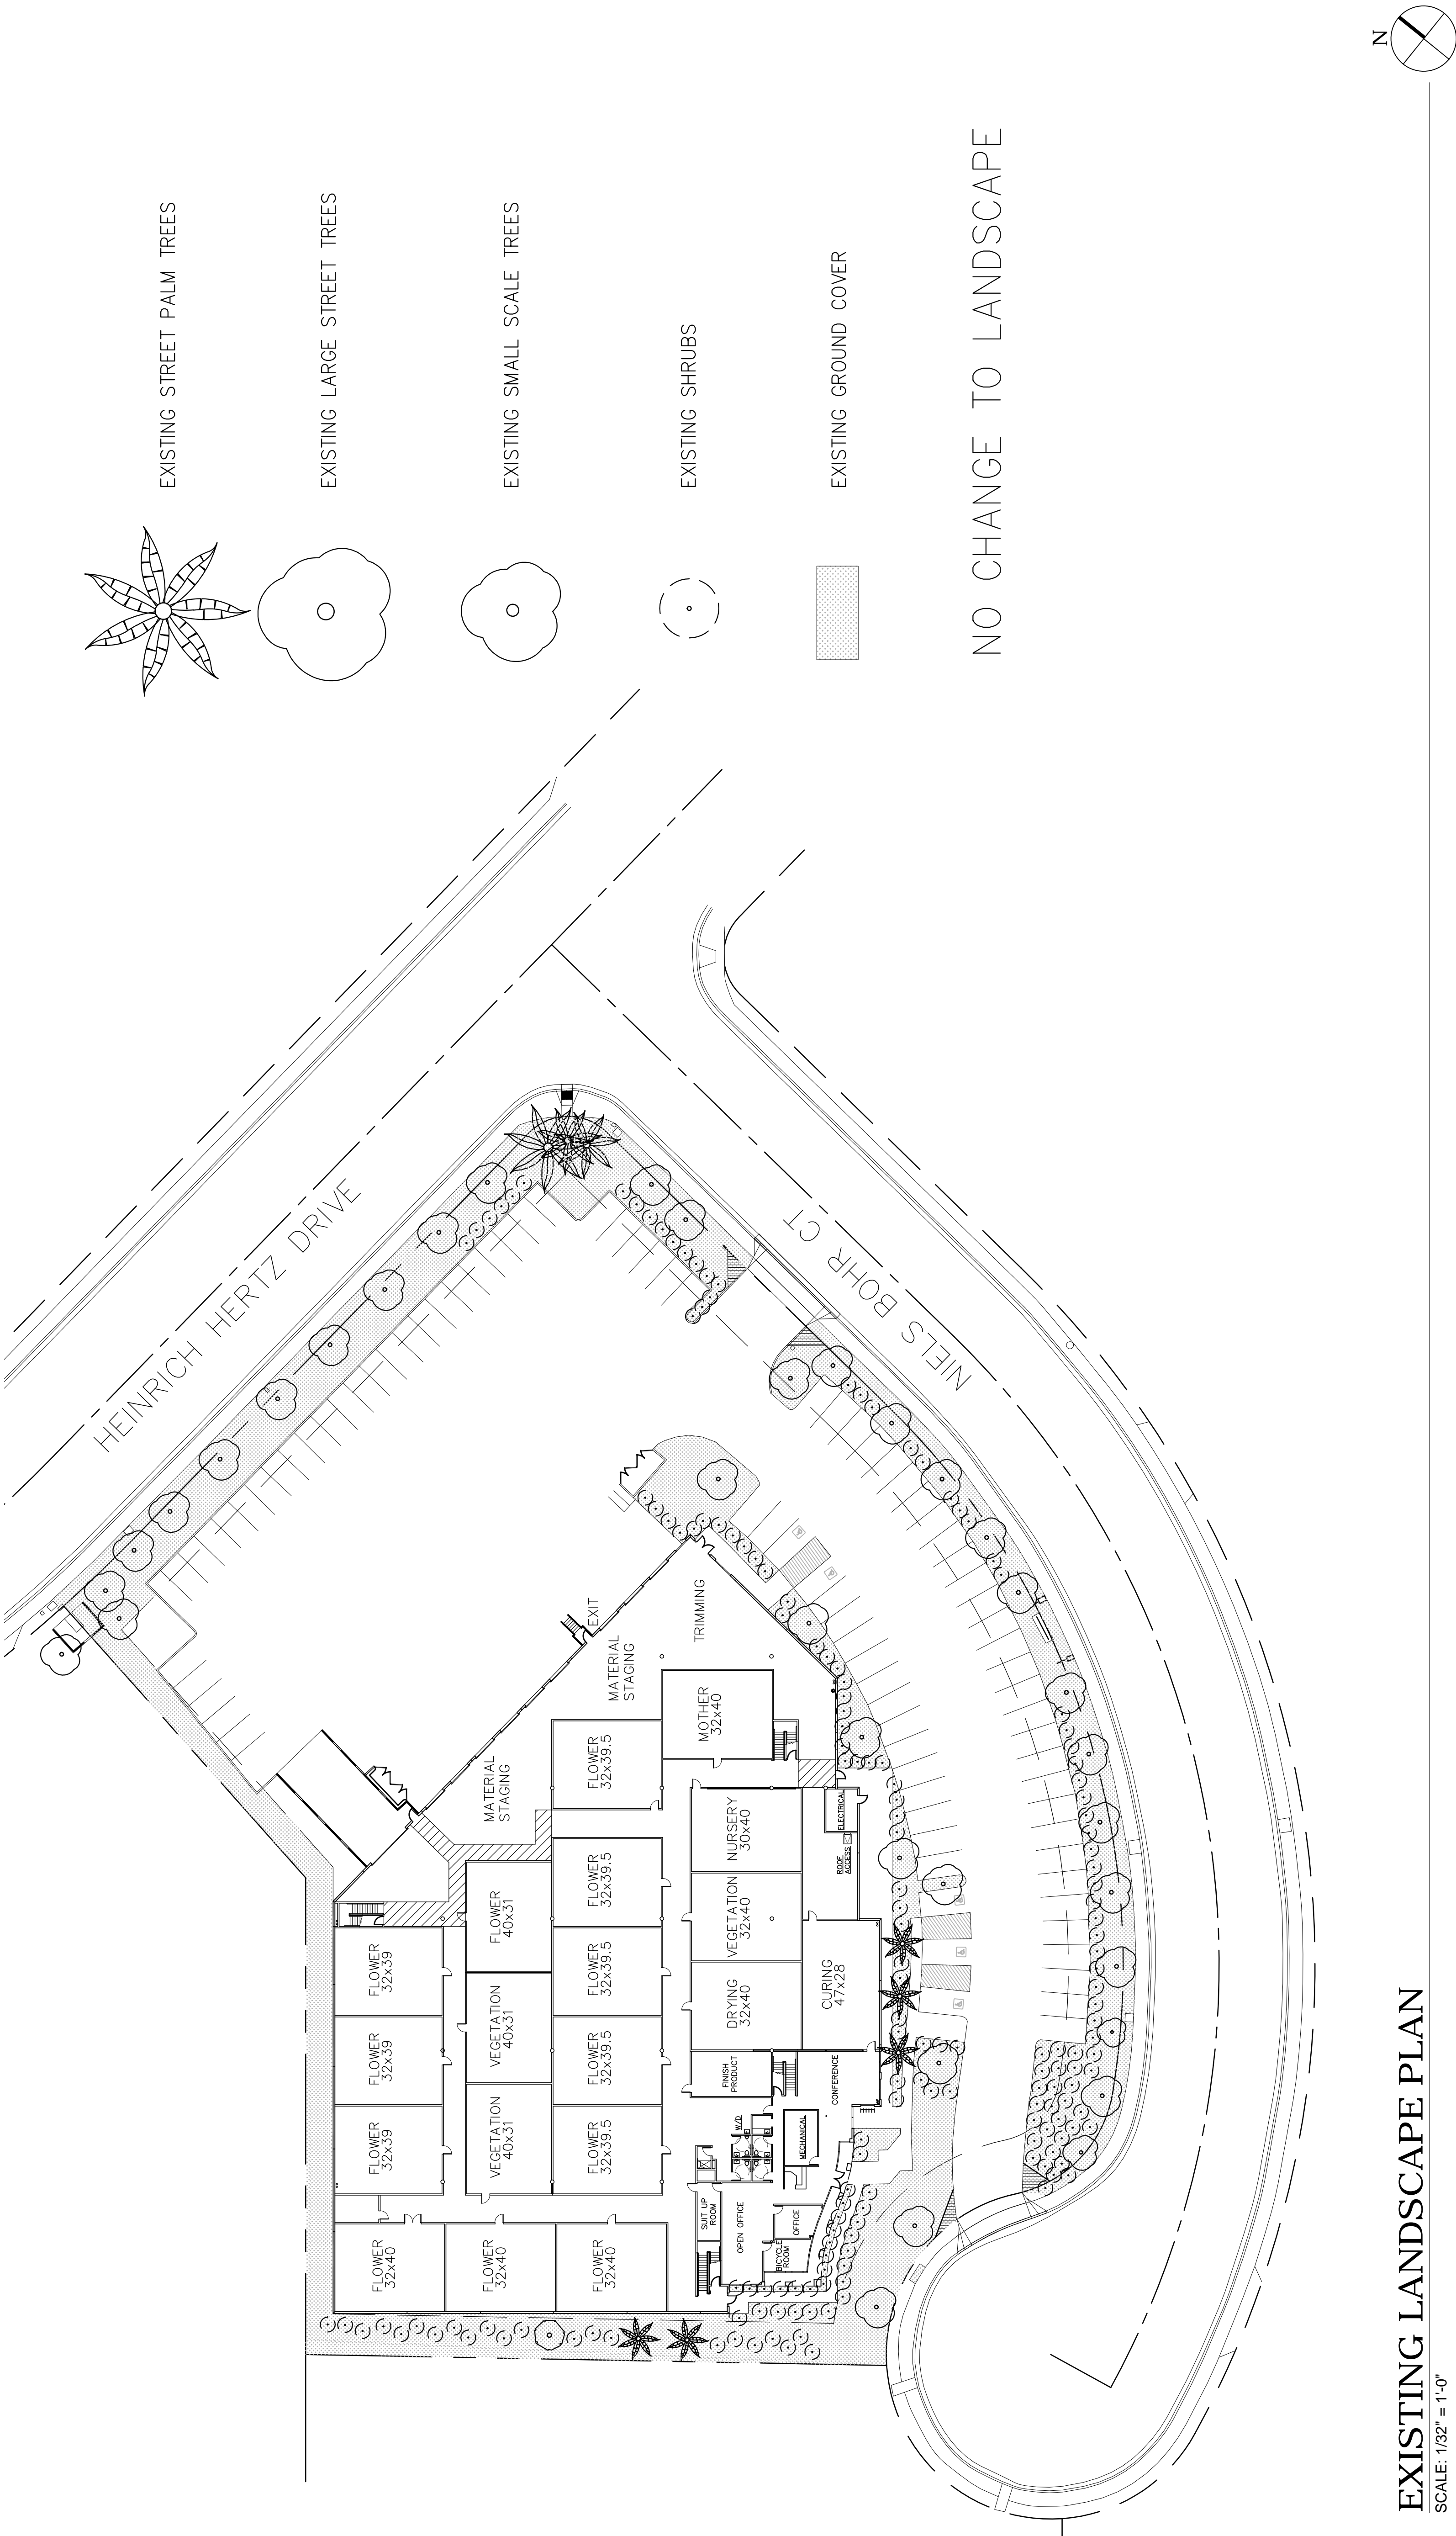 N
EXISTING STREET PALM TREES
EXISTING LARGE STREET TREES
EXISTING SMALL SCALE TREES
EXISTING SHRUBS
EXISTING GROUND COVER
NO CHANGE TO LANDSCAPE
HEINRICH HERTZ DRIVE
NIELS BOHR CT
EXIT
TRIMMING
MATERIAL
STAGING
MATERIAL
STAGING
MOTHER
32x40
FLOWER
32x39.5
FLOWER
32x39.5
FLOWER
32x39.5
FLOWER
32x39.5
FLOWER
32x39.5
FLOWER
40x31
VEGETATION
40x31
VEGETATION
40x31
FLOWER
32x39
FLOWER
32x39
FLOWER
32x39
FLOWER
32x40
FLOWER
32x40
FLOWER
32x40
NURSERY
30x40
VEGETATION
32x40
DRYING
32x40
CURING
47x28
ELECTRICAL
ROOF
ACCESS
FINISH
PRODUCT
CONFERENCE
W/D
MECHANICAL
SUIT UP
ROOM
OPEN OFFICE
OFFICE
BICYCLE
ROOM
EXISTING LANDSCAPE PLAN
SCALE: 1/32" = 1'-0"